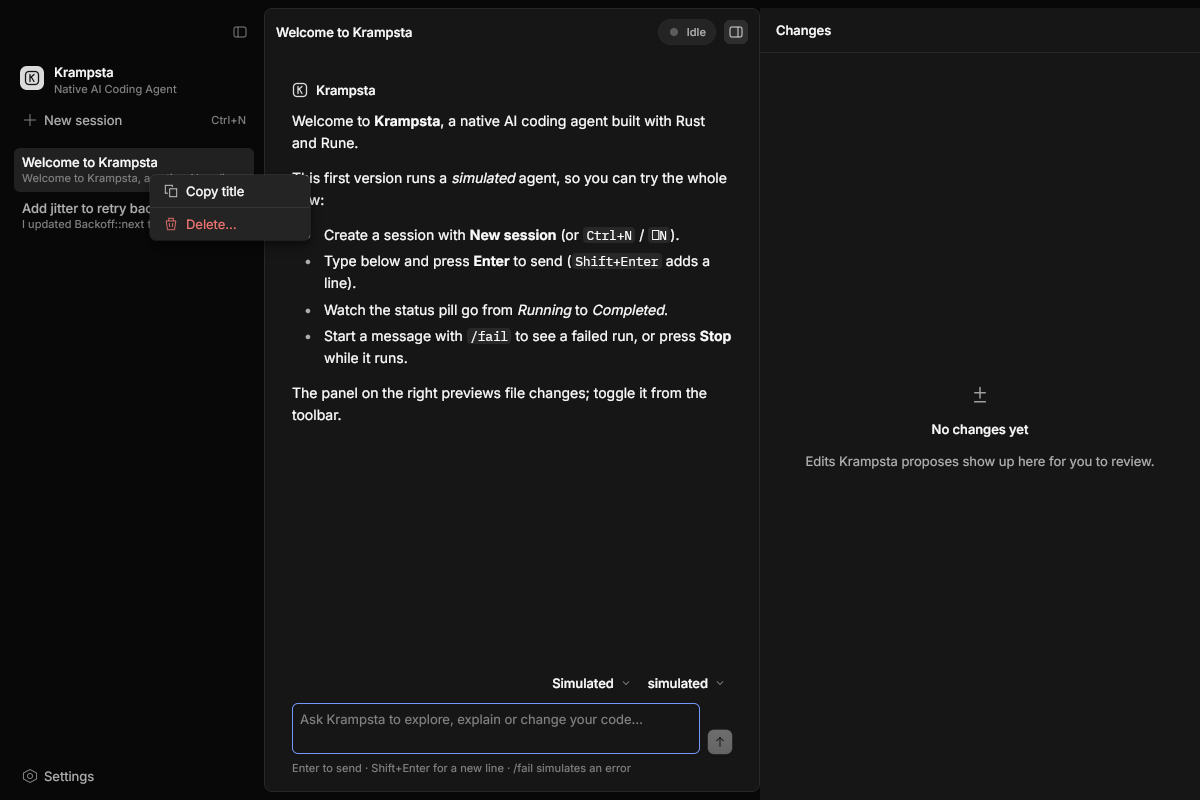 Krampsta
Native AI Coding Agent
New session
Ctrl+N
Welcome to Krampsta
Welcome to Krampsta, a
Add jitter to retry
I updated Backoff::next
Copy title
Delete...
Settings
Welcome to Krampsta
Idle
Krampsta
Welcome to Krampsta, a native AI coding agent built with Rust
and Rune.
This first version runs a simulated agent, so you can try the whole
Create a session with New session (or Ctrl+N / N).
• Type below and press Enter to send (Shift+Enter adds a
line).
• Watch the status pill go from Running to Completed.
• Start a message with /fail to see a failed run, or press Stop
while it runs.
The panel on the right previews file changes; toggle it from the
toolbar.
Simulated
simulated
Ask Krampsta to explore, explain or change your code...
Enter to send · Shift+Enter for a new line · /fail simulates an error
Changes
±
No changes yet
Edits Krampsta proposes show up here for you to review.